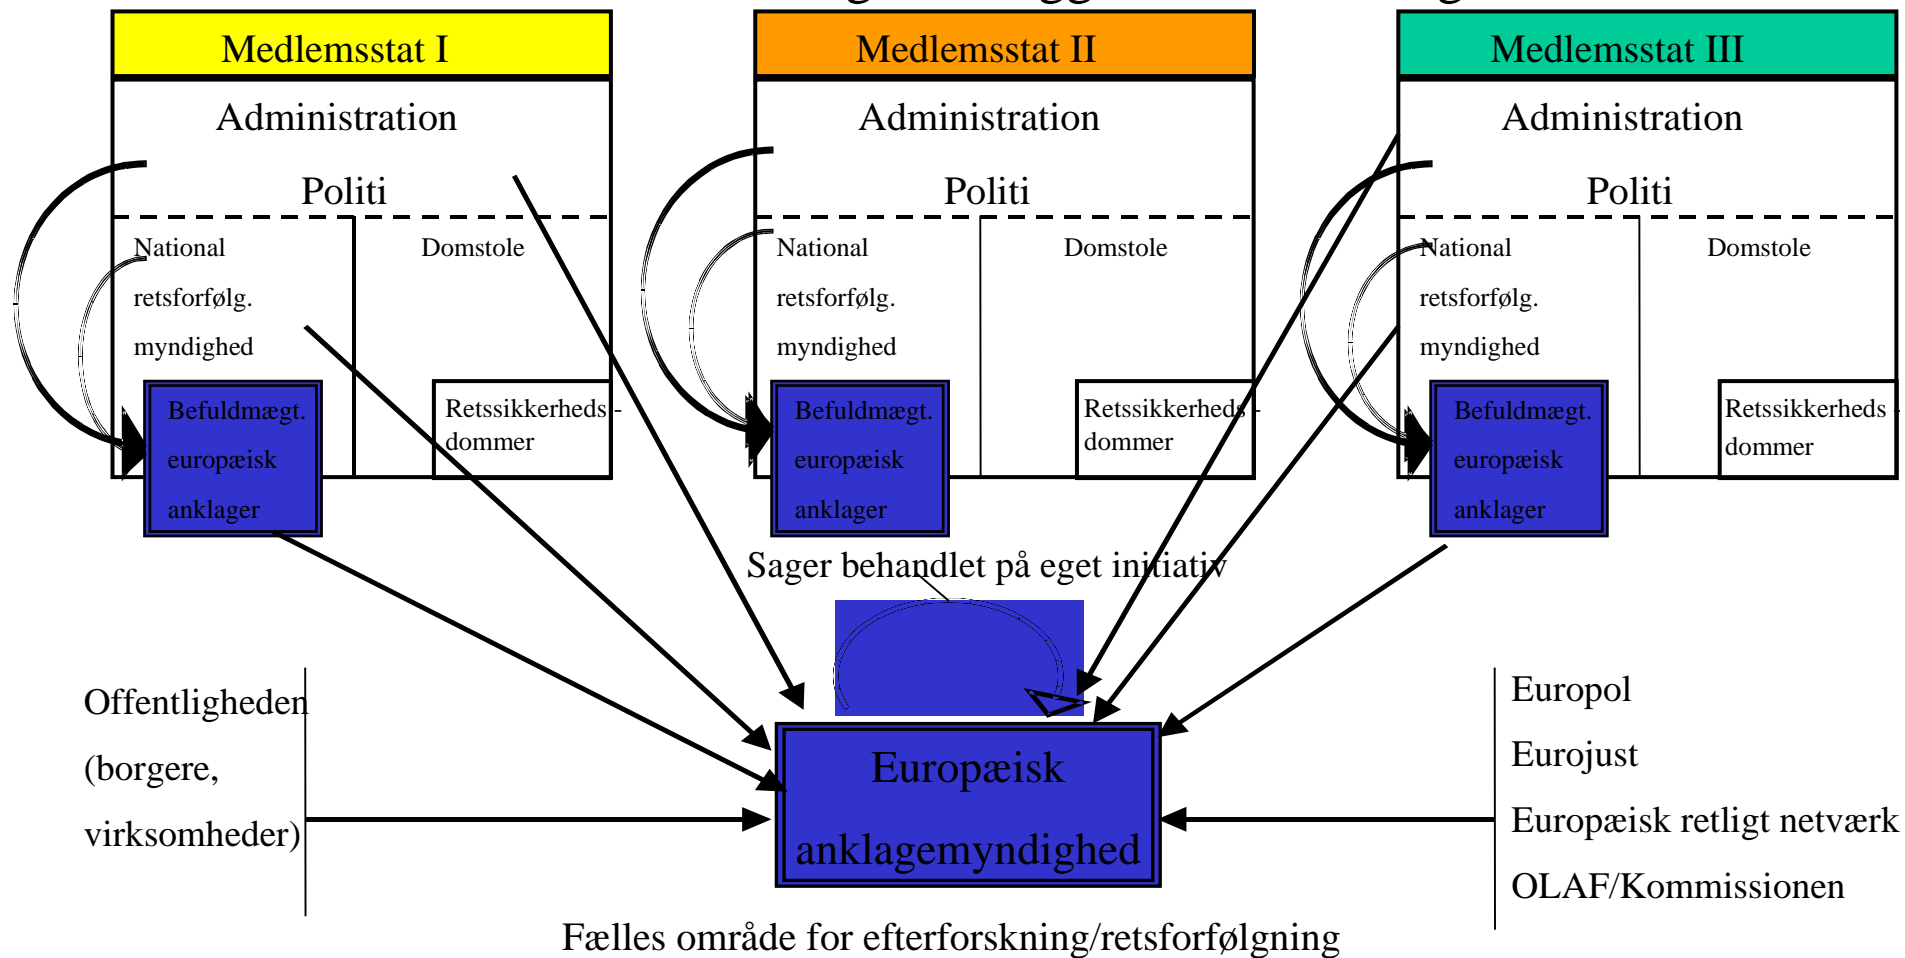 Medlemsstat I
Administration
Politi
National
retsforfølg.
myndighed
Domstole
Befuldmægt.
europæisk
anklager
Retssikkerheds -
dommer
Medlemsstat II
Administration
Politi
National
retsforfølg.
myndighed
Domstole
Befuldmægt.
europæisk
anklager
Retssikkerheds -
dommer
Medlemsstat III
Administration
Politi
National
retsforfølg.
myndighed
Domstole
Befuldmægt.
europæisk
anklager
Retssikkerheds -
dommer
Sager behandlet på eget initiativ
Offentligheden
(borgere,
virksomheder)
Europæisk
anklagemyndighed
Europol
Eurojust
Europæisk retligt netværk
OLAF/Kommissionen
Fælles område for efterforskning/retsforfølgning